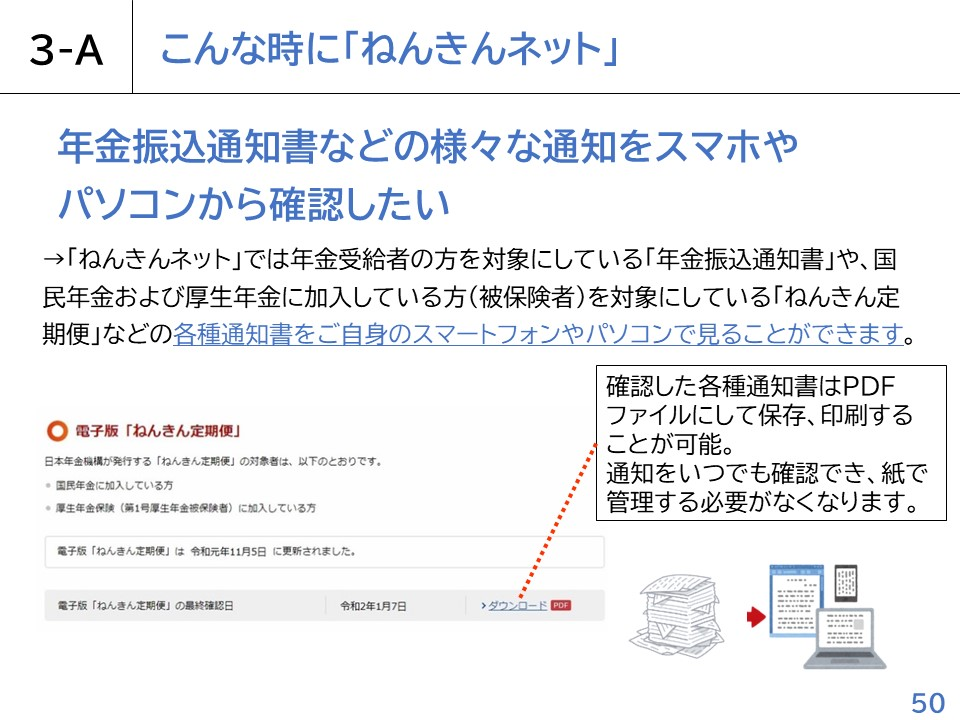 3-A
こんな時に「ねんきんネット」
年金振込通知書などの様々な通知をスマホや
パソコンから確認したい
→「ねんきんネット」では年金受給者の方を対象にしている「年金振込通知書」や、国
民年金および厚生年金に加入している方（被保険者）を対象にしている「ねんきん定
期便」などの各種通知書をご自身のスマートフォンやパソコンで見ることができます。
確認した各種通知書はPDF
ファイルにして保存、印刷する
ことが可能。
通知をいつでも確認でき、紙で
管理する必要がなくなります。
電子版「ねんきん定期便」
日本年金機構が発行する「ねんきん定期便」の対象者は、以下のとおりです。
国民年金に加入している方
厚生年金保険（第1号厚生年金被保険者）に加入している方
電子版「ねんきん定期便」は 令和元年11月5日 に更新されました。
電子版「ねんきん定期便」の最終確認日 令和2年1月7日 ダウンロード PDF
50